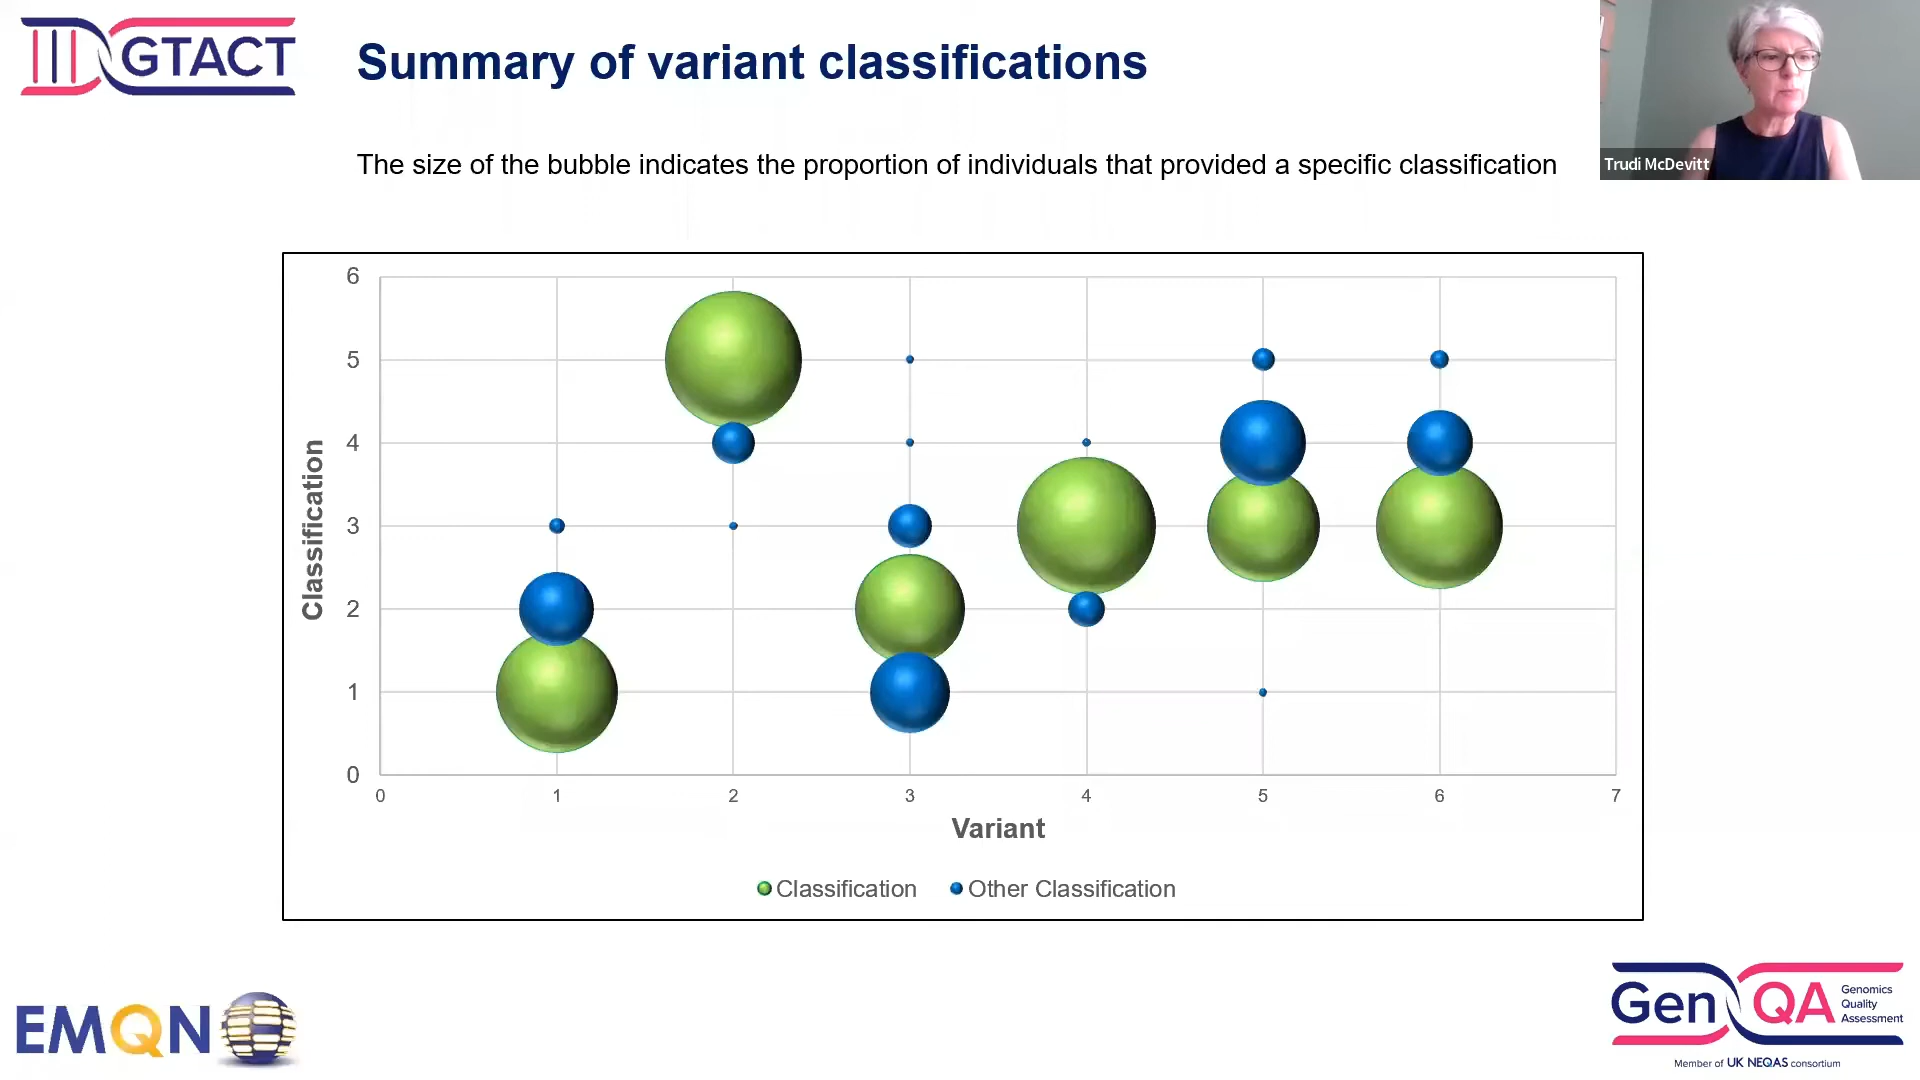 GTACT
Summary of variant classifications
Trudi McDevitt
The size of the bubble indicates the proportion of individuals that provided a specific classification
6
5
4
3
2
1
0
Classification
0 1 2 3 4 5 6 7
Variant
Classification Other Classification
EMQN
GenQA
Genomics
Quality
Assessment
Member of UK NEQAS consortium